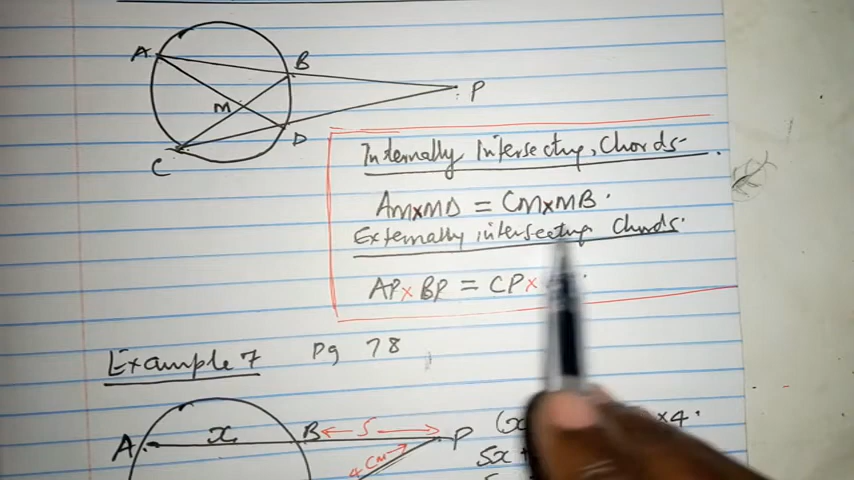 A
B
M
P
D
C
Internally Intersecting Chords.
AM×MD = CM×MB.
Externally intersecting Chords.
AP×BP = CP×
Example 7 Pg 78
A x B 5 P (x ×4.
4cm 5x +